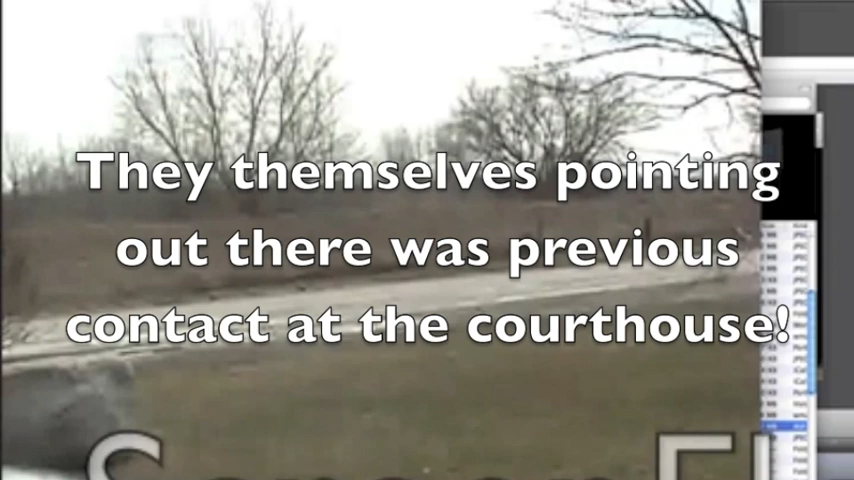 They themselves pointing
out there was previous
contact at the courthouse!